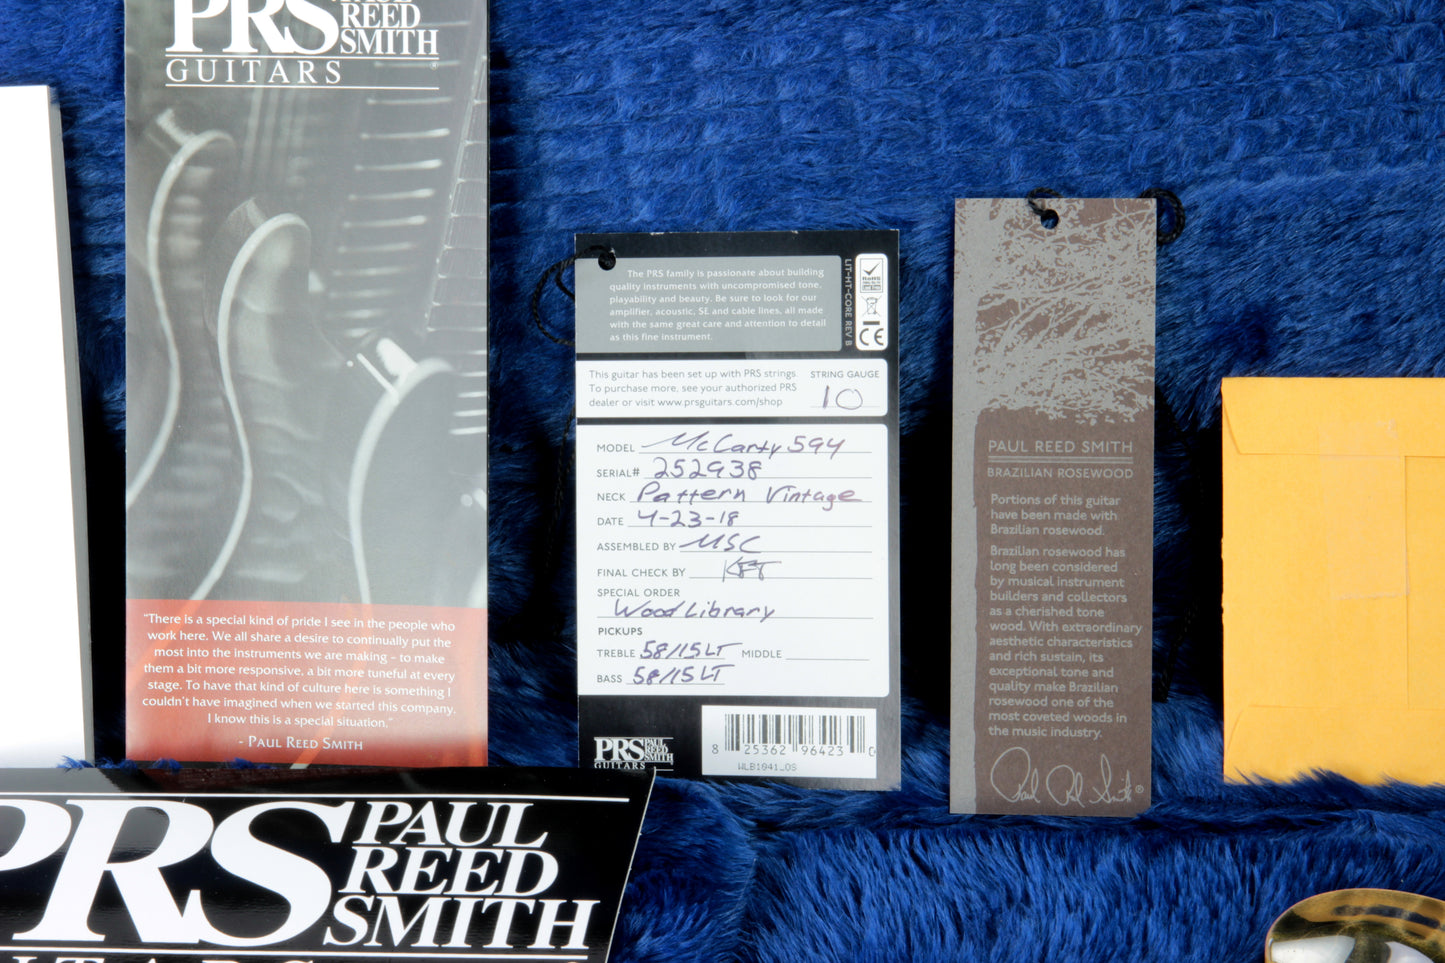 PRS PAUL
REED
SMITH
GUITARS
"There is a special kind of pride I see in the people who
work here. We all share a desire to continually put the
most into the instruments we are making – to make
them a bit more responsive, a bit more tuneful at every
stage. To have that kind of culture here is something I
couldn't have imagined when we started this company.
I know this is a special situation."
- PAUL REED SMITH
PRS PAUL
REED
SMITH
The PRS family is passionate about building
quality instruments with uncompromised tone,
playability and beauty. Be sure to look for our
amplifier, acoustic, SE and cable lines, all made
with the same great care and attention to detail
as this fine instrument.
LIT-HT-CORE REV B
RoHS
CE
This guitar has been set up with PRS strings.
To purchase more, see your authorized PRS
dealer or visit www.prsguitars.com/shop
STRING GAUGE
10
MODEL McCarty 594
SERIAL# 252938
NECK Pattern Vintage
DATE 4-23-18
ASSEMBLED BY MSC
FINAL CHECK BY KFT
SPECIAL ORDER
Wood Library
PICKUPS
TREBLE 58/15LT MIDDLE
BASS 58/15LT
PRS PAUL
REED
SMITH
GUITARS
8 25362 96423 0
WLB1041_OS
PAUL REED SMITH
BRAZILIAN ROSEWOOD
Portions of this guitar
have been made with
Brazilian rosewood.
Brazilian rosewood has
long been considered
by musical instrument
builders and collectors
as a cherished tone
wood. With extraordinary
aesthetic characteristics
and rich sustain, its
exceptional tone and
quality make Brazilian
rosewood one of the
most coveted woods in
the music industry.
Paul Reed Smith®